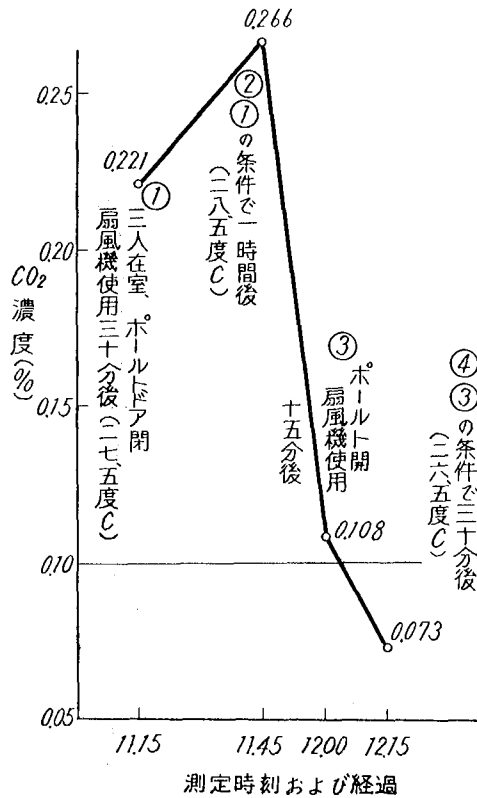 0.266
0.25
②
①の条件で一時間後
(二八、五度C)
0.221
①
三人在室、ポールトドア閉
扇風機使用三十分後(二七、五度C)
0.20
CO₂
濃度(%)
0.15
③
ポールト開
扇風機使用
十五分後
④
③の条件で三十分後
(二六、五度C)
0.108
0.10
0.073
0.05
11.15
11.45
12.00
12.15
測定時刻および経過